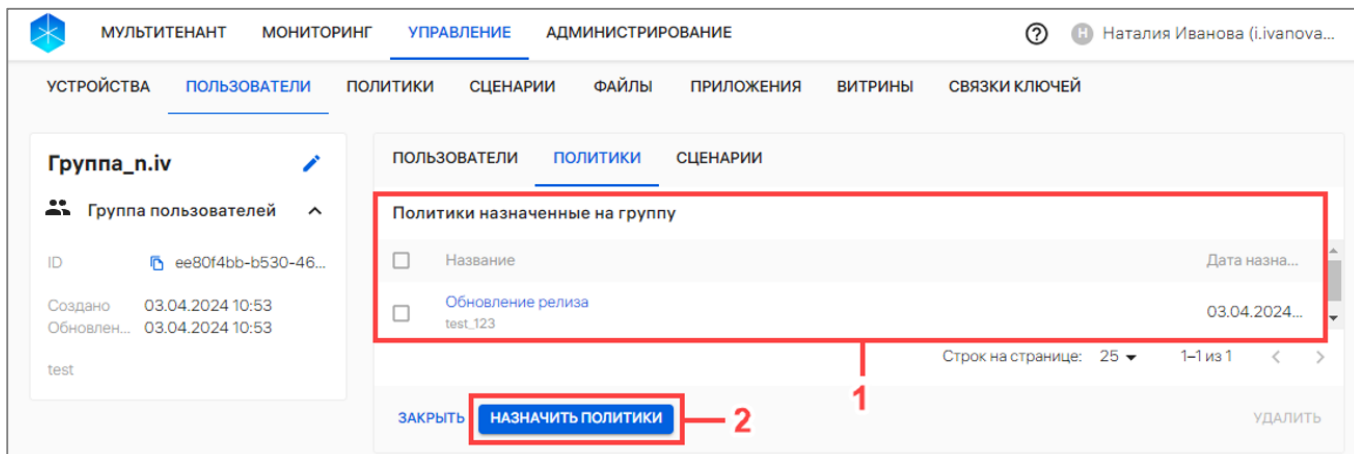 МУЛЬТИТЕНАНТ МОНИТОРИНГ УПРАВЛЕНИЕ АДМИНИСТРИРОВАНИЕ ? Н Наталия Иванова (i.ivanova...
УСТРОЙСТВА ПОЛЬЗОВАТЕЛИ ПОЛИТИКИ СЦЕНАРИИ ФАЙЛЫ ПРИЛОЖЕНИЯ ВИТРИНЫ СВЯЗКИ КЛЮЧЕЙ
Группа_n.iv
Группа пользователей
ID ee80f4bb-b530-46...
Создано 03.04.2024 10:53
Обновлен... 03.04.2024 10:53
test
ПОЛЬЗОВАТЕЛИ ПОЛИТИКИ СЦЕНАРИИ
Политики назначенные на группу
Название Дата назна...
Обновление релиза 03.04.2024...
test_123
Строк на странице: 25 1–1 из 1
1
ЗАКРЫТЬ НАЗНАЧИТЬ ПОЛИТИКИ 2 УДАЛИТЬ